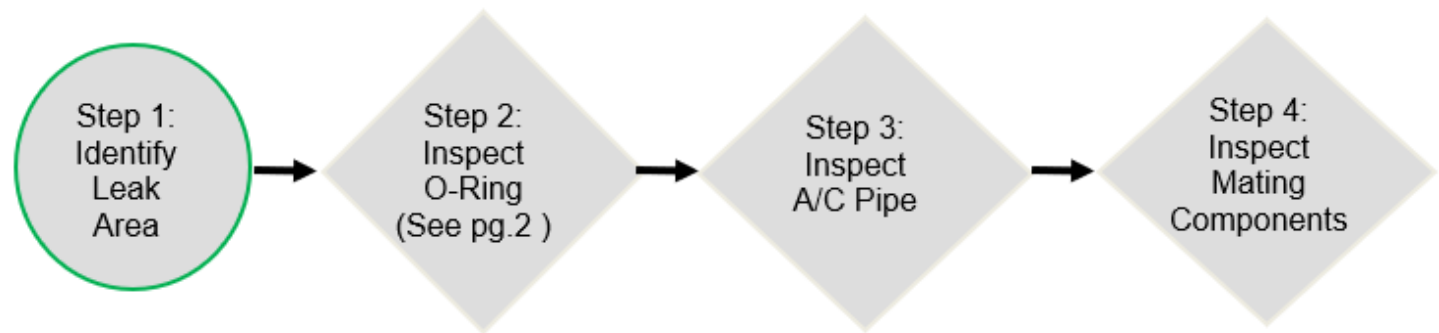 Step 1:
Identify
Leak
Area
Step 2:
Inspect
O-Ring
(See pg.2 )
Step 3:
Inspect
A/C Pipe
Step 4:
Inspect
Mating
Components